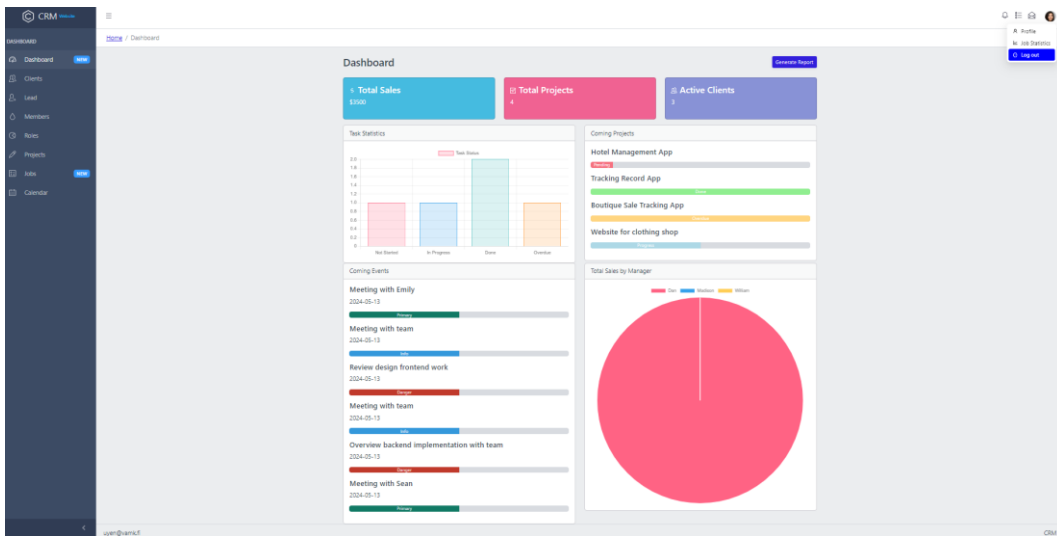 CRM Website
Home / Dashboard
Profile
Job Statistics
Log out
DASHBOARD
Dashboard NEW
Clients
Lead
Members
Roles
Projects
Jobs NEW
Calendar
Dashboard
Generate Report
Total Sales
$3500
Total Projects
4
Active Clients
3
Task Statistics
Task Status
2.0
1.8
1.6
1.4
1.2
1.0
0.8
0.6
0.4
0.2
0
Not Started In Progress Done Overdue
Coming Projects
Hotel Management App
Meeting
Tracking Record App
Done
Boutique Sale Tracking App
Overdue
Website for clothing shop
Progress
Coming Events
Meeting with Emily
2024-05-13
Primary
Meeting with team
2024-05-13
Info
Review design frontend work
2024-05-13
Danger
Meeting with team
2024-05-13
Info
Overview backend implementation with team
2024-05-13
Danger
Meeting with Sean
2024-05-13
Primary
Total Sales by Manager
Dan Madison William
uyen@vamk.fi
CRM